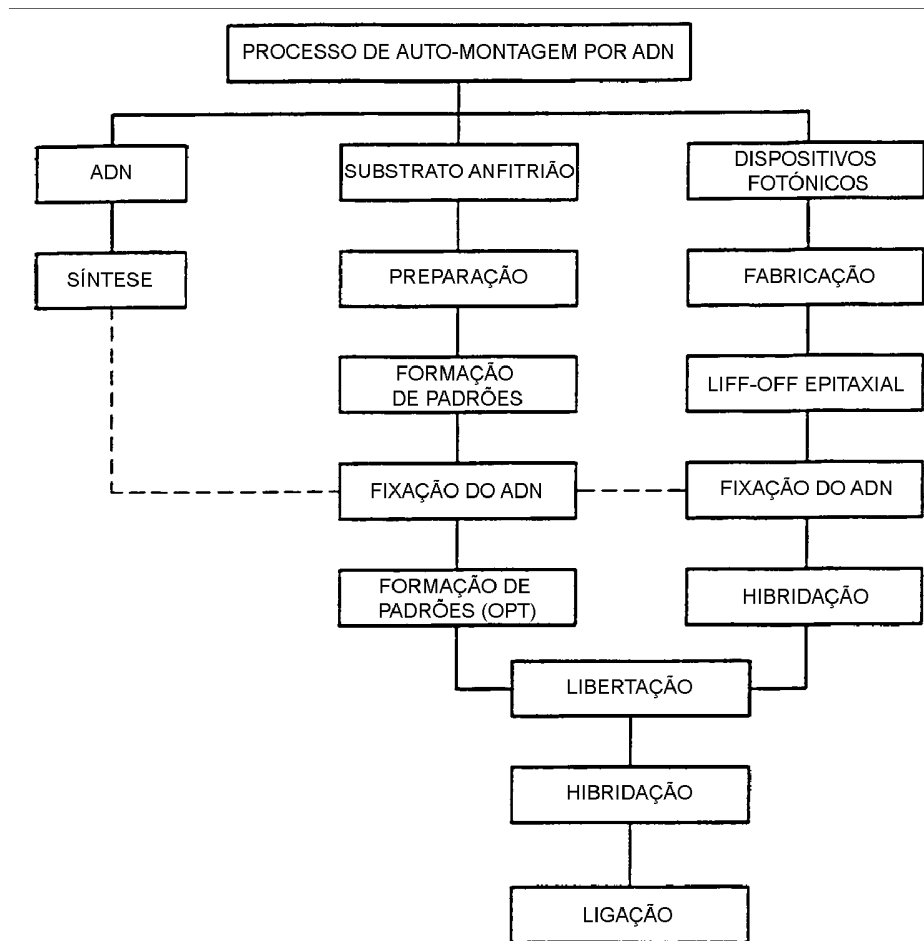 PROCESSO DE AUTO-MONTAGEM POR ADN
ADN
SUBSTRATO ANFITRIÃO
DISPOSITIVOS
FOTÓNICOS
SÍNTESE
PREPARAÇÃO
FABRICAÇÃO
FORMAÇÃO
DE PADRÕES
LIFF-OFF EPITAXIAL
FIXAÇÃO DO ADN
FIXAÇÃO DO ADN
FORMAÇÃO DE
PADRÕES (OPT)
HIBRIDAÇÃO
LIBERTAÇÃO
HIBRIDAÇÃO
LIGAÇÃO